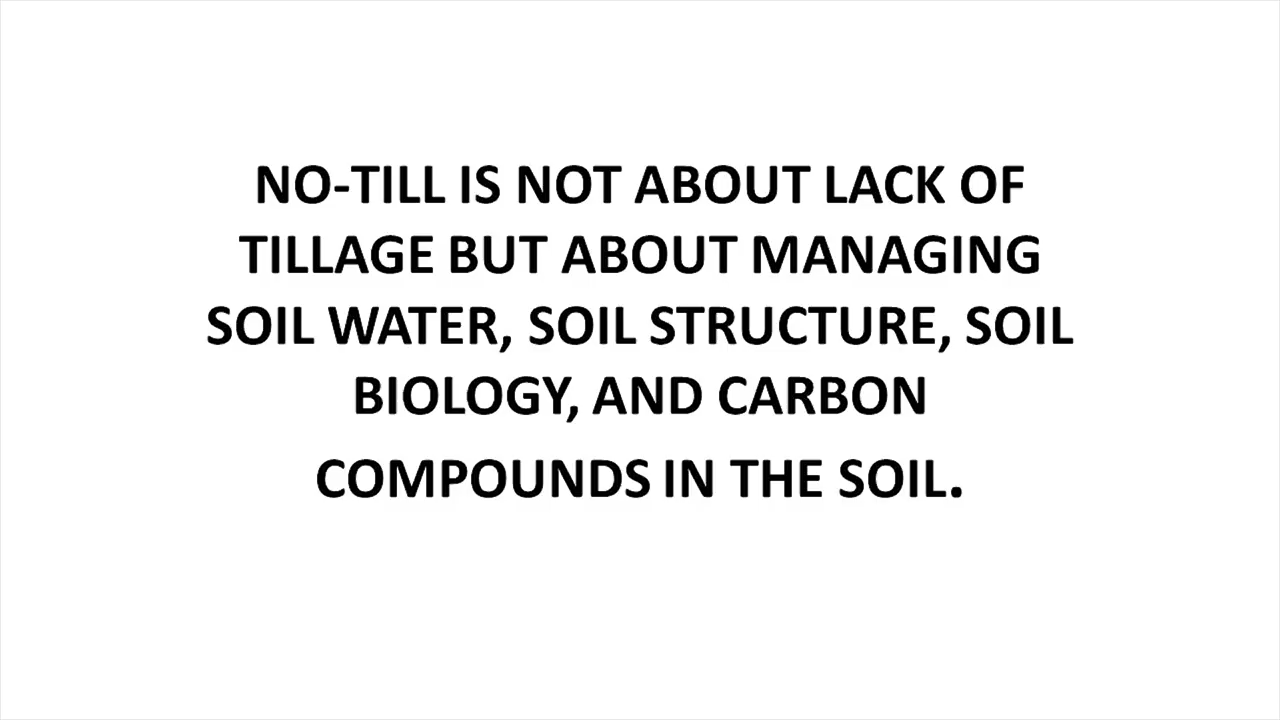 NO-TILL IS NOT ABOUT LACK OF
TILLAGE BUT ABOUT MANAGING
SOIL WATER, SOIL STRUCTURE, SOIL
BIOLOGY, AND CARBON
COMPOUNDS IN THE SOIL.